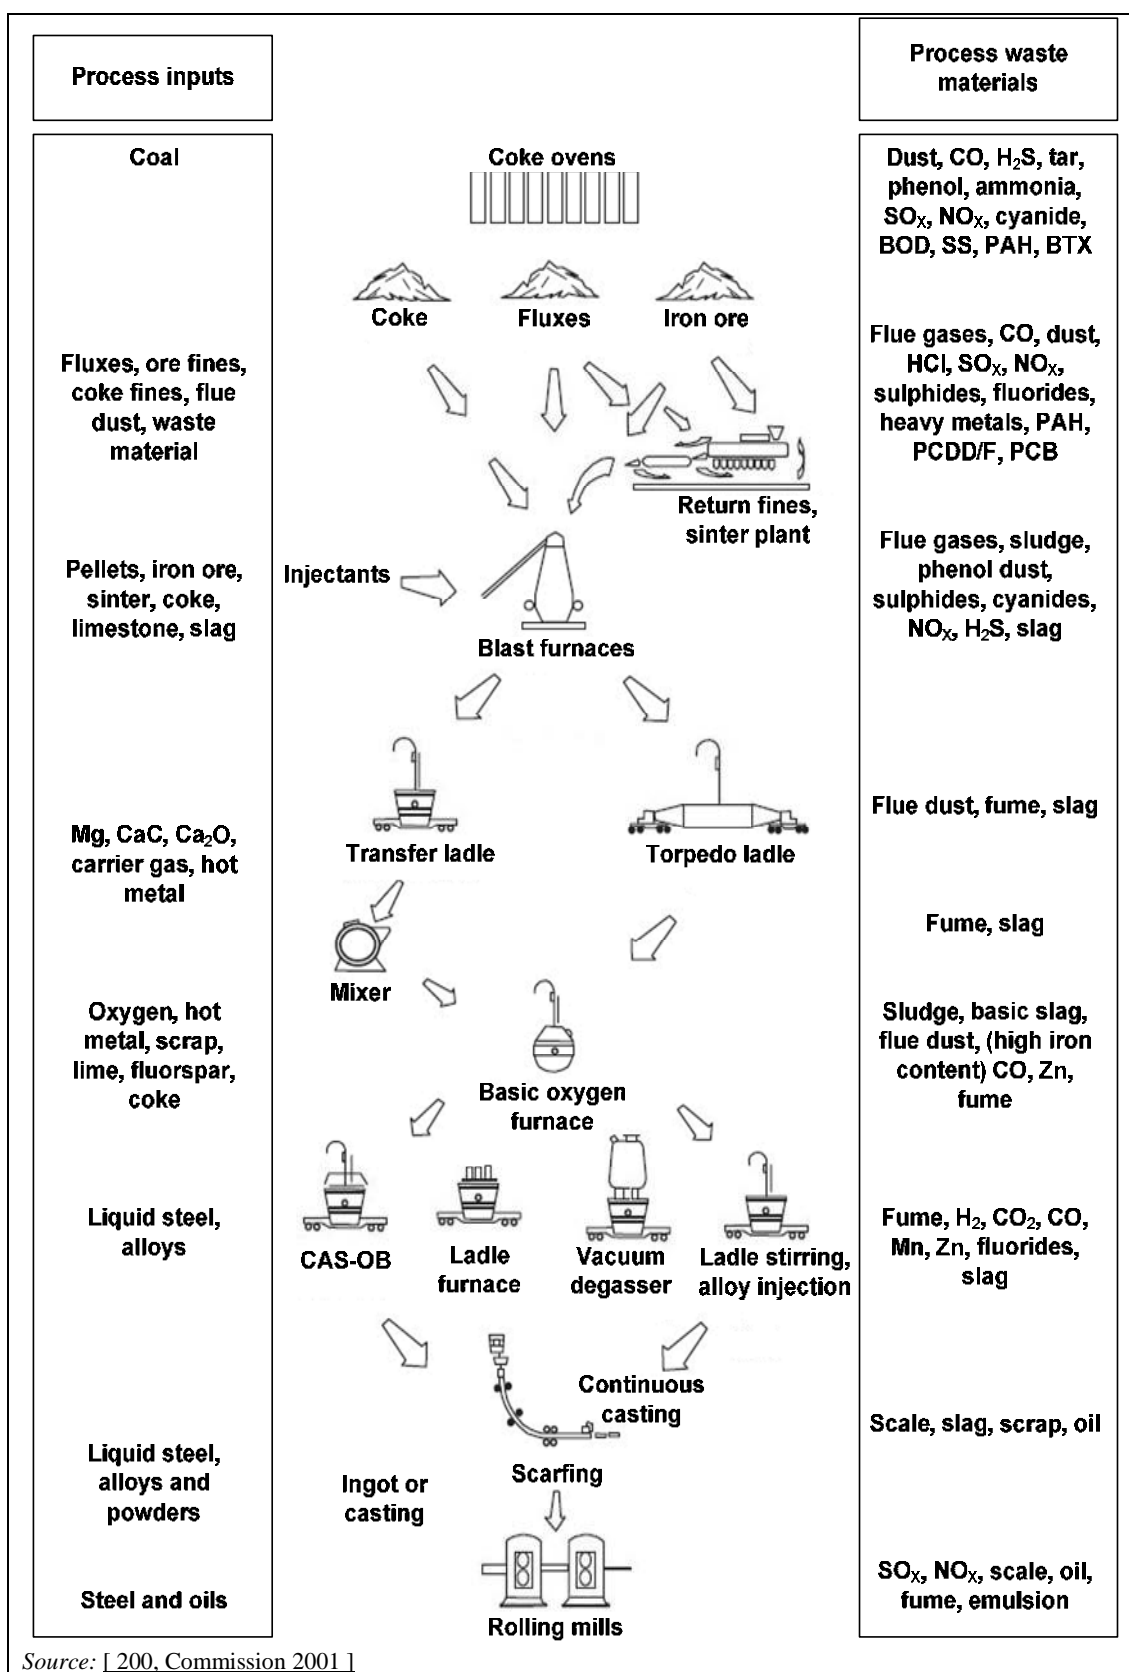 Process inputs
Process waste
materials
Coal
Coke ovens
Dust, CO, H₂S, tar,
phenol, ammonia,
SOX, NOX, cyanide,
BOD, SS, PAH, BTX
Coke
Fluxes
Iron ore
Fluxes, ore fines,
coke fines, flue
dust, waste
material
Flue gases, CO, dust,
HCl, SOX, NOX,
sulphides, fluorides,
heavy metals, PAH,
PCDD/F, PCB
Return fines,
sinter plant
Pellets, iron ore,
sinter, coke,
limestone, slag
Injectants
Blast furnaces
Flue gases, sludge,
phenol dust,
sulphides, cyanides,
NOX, H₂S, slag
Mg, CaC, Ca₂O,
carrier gas, hot
metal
Transfer ladle
Torpedo ladle
Flue dust, fume, slag
Fume, slag
Mixer
Oxygen, hot
metal, scrap,
lime, fluorspar,
coke
Basic oxygen
furnace
Sludge, basic slag,
flue dust, (high iron
content) CO, Zn,
fume
Liquid steel,
alloys
CAS-OB
Ladle
furnace
Vacuum
degasser
Ladle stirring,
alloy injection
Fume, H₂, CO₂, CO,
Mn, Zn, fluorides,
slag
Continuous
casting
Scale, slag, scrap, oil
Liquid steel,
alloys and
powders
Ingot or
casting
Scarfing
Steel and oils
Rolling mills
SOX, NOX, scale, oil,
fume, emulsion
Source: [ 200, Commission 2001 ]